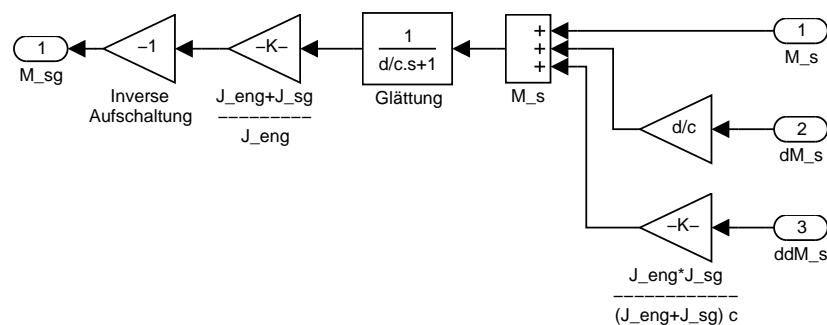 1
M_sg
−1
Inverse
Aufschaltung
−K−
J_eng+J_sg
−−−−−−−−−
J_eng
1
d/c.s+1
Glättung
+
+
+
M_s
1
M_s
d/c
2
dM_s
−K−
3
ddM_s
J_eng*J_sg
−−−−−−−−−−−−
(J_eng+J_sg) c